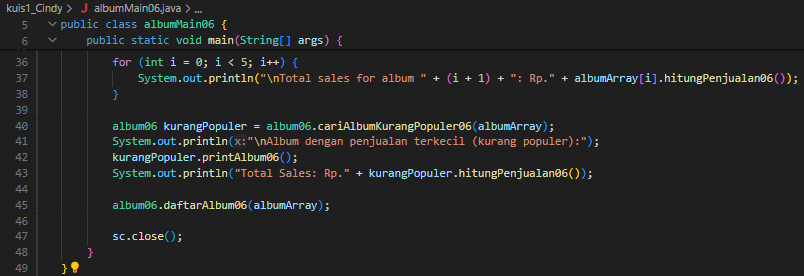 kuis1_Cindy > J albumMain06.java > ...
5 public class albumMain06 {
6 public static void main(String[] args) {
36 for (int i = 0; i < 5; i++) {
37 System.out.println("\nTotal sales for album " + (i + 1) + ": Rp." + albumArray[i].hitungPenjualan06());
38 }
39
40 album06 kurangPopuler = album06.cariAlbumKurangPopuler06(albumArray);
41 System.out.println(x:"\nAlbum dengan penjualan terkecil (kurang populer):");
42 kurangPopuler.printAlbum06();
43 System.out.println("Total Sales: Rp." + kurangPopuler.hitungPenjualan06());
44
45 album06.daftarAlbum06(albumArray);
46
47 sc.close();
48 }
49 }